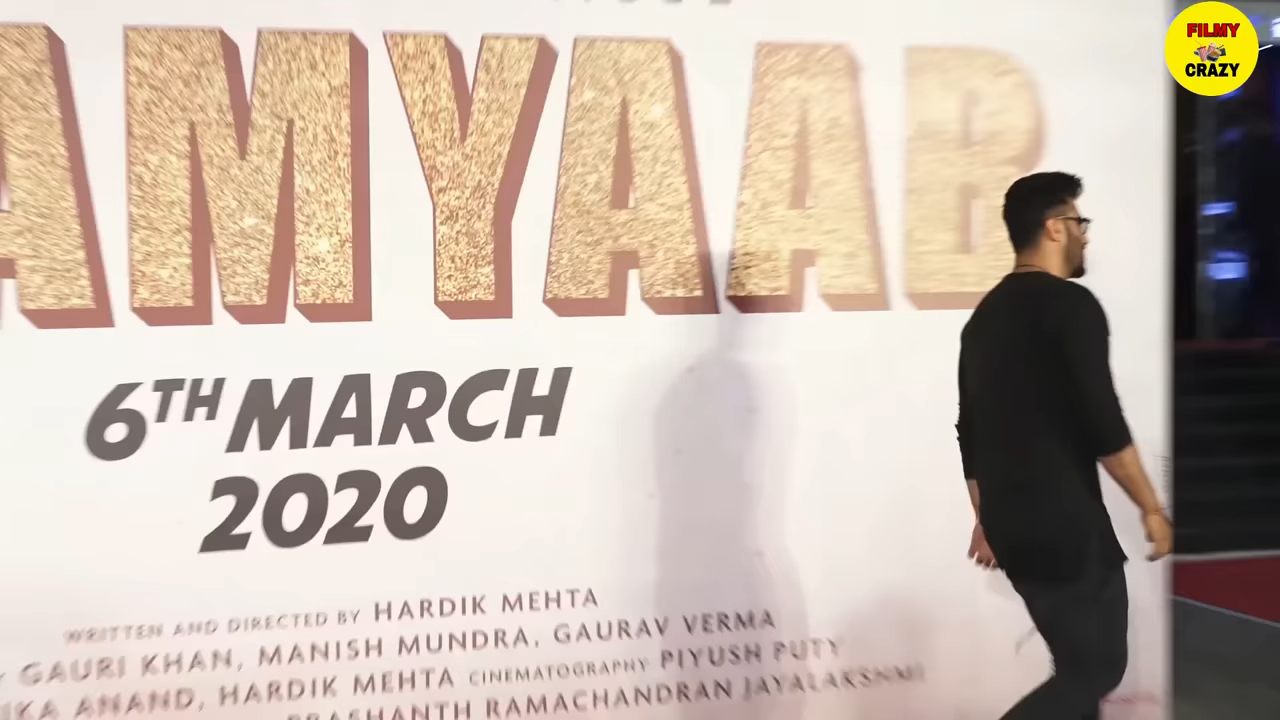 AMYAAB
6TH MARCH
2020
WRITTEN AND DIRECTED BY HARDIK MEHTA
GAURI KHAN, MANISH MUNDRA, GAURAV VERMA
ANAND, HARDIK MEHTA CINEMATOGRAPHY PIYUSH PUTY
PRASHANTH RAMACHANDRAN JAYALAKSHMI
FILMY
CRAZY